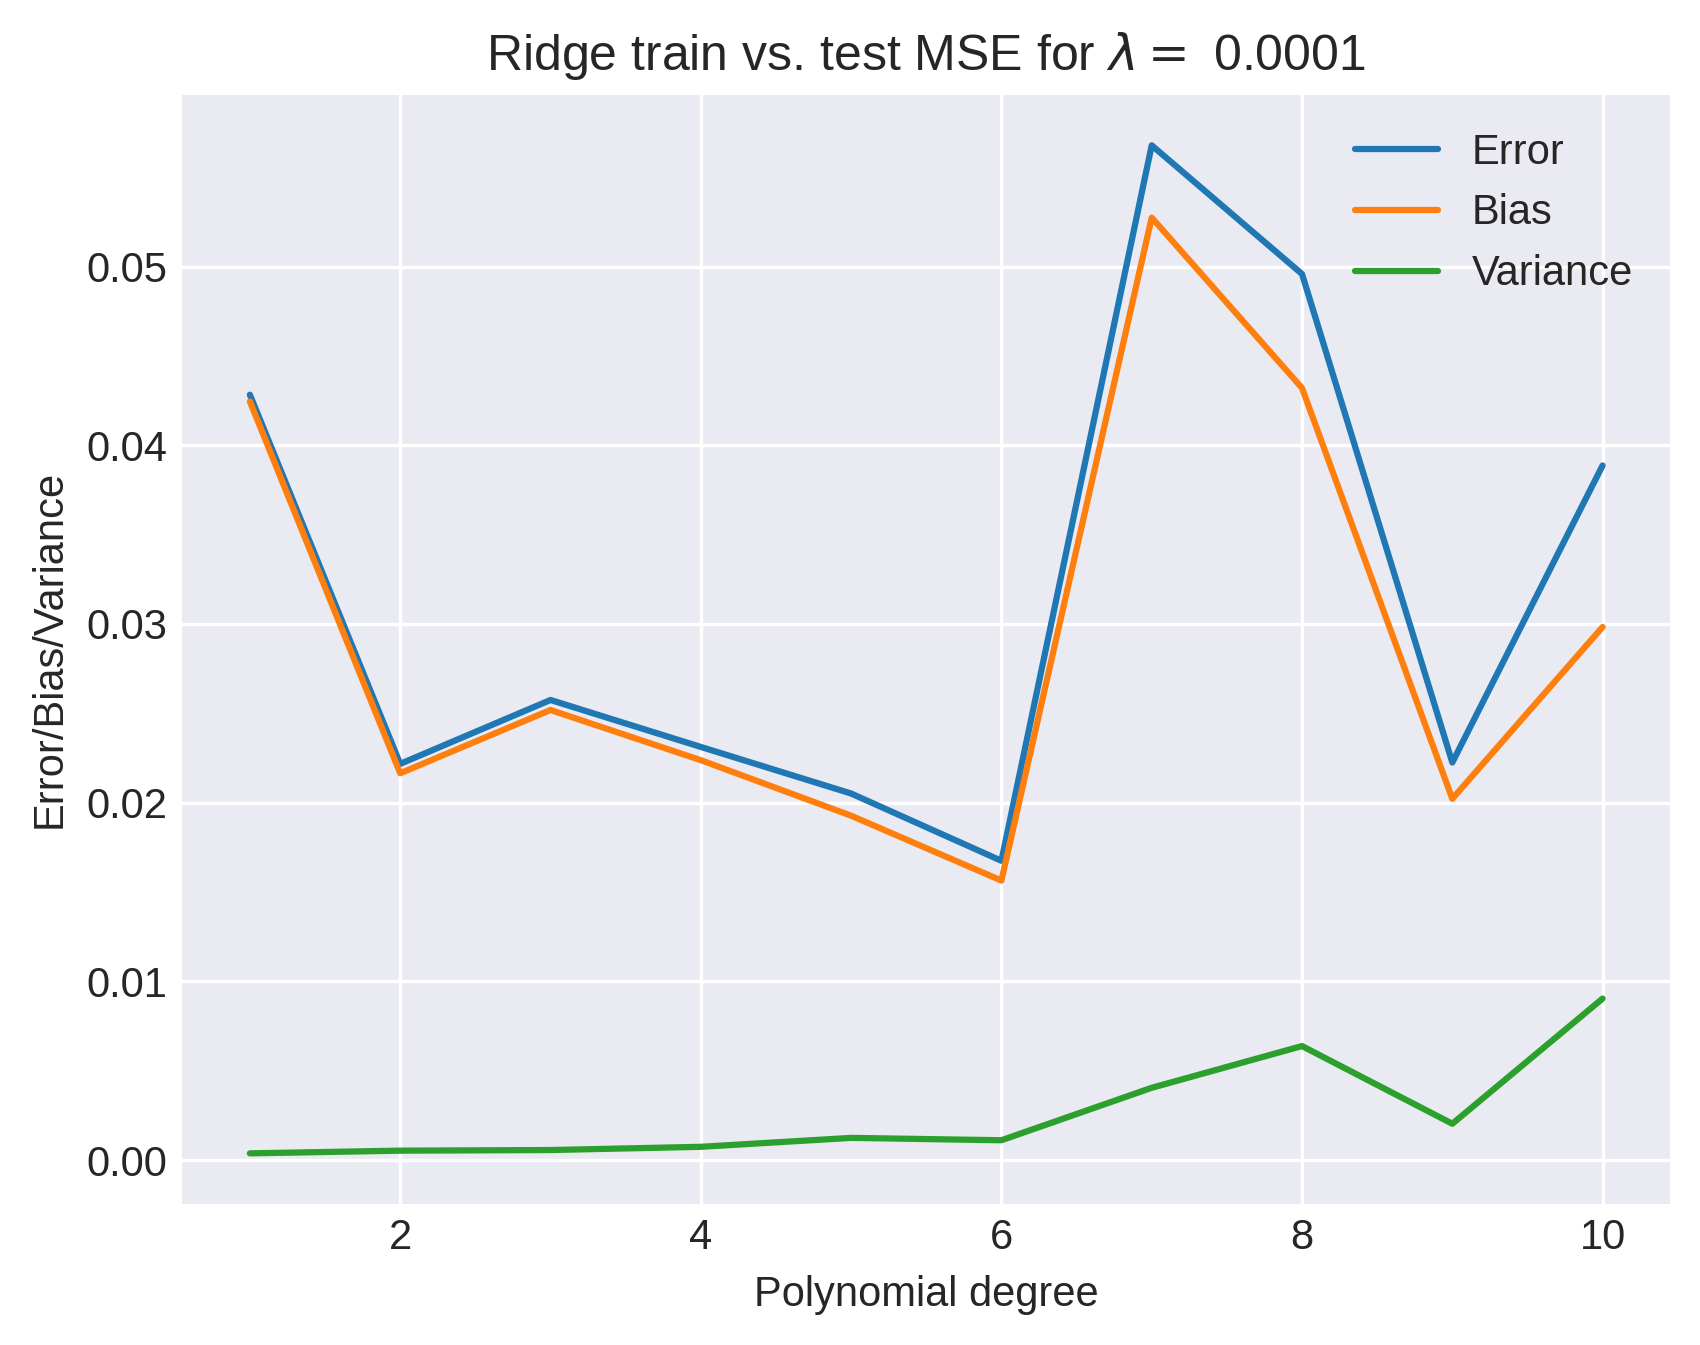 Ridge train vs. test MSE for λ = 0.0001
Error
Bias
Variance
Error/Bias/Variance
0.05
0.04
0.03
0.02
0.01
0.00
2 4 6 8 10
Polynomial degree